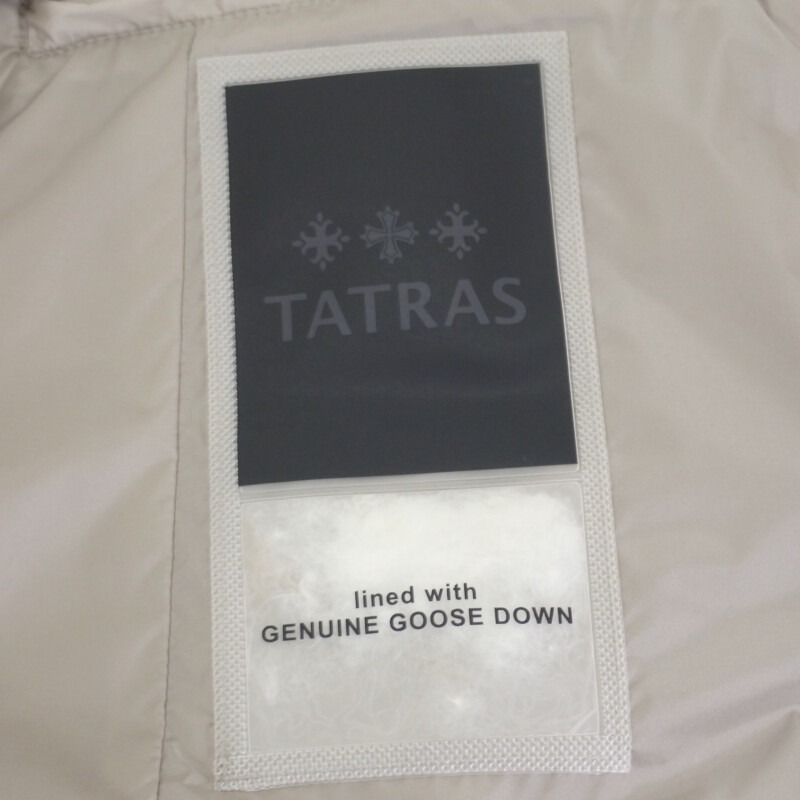 TATRAS
lined with
GENUINE GOOSE DOWN